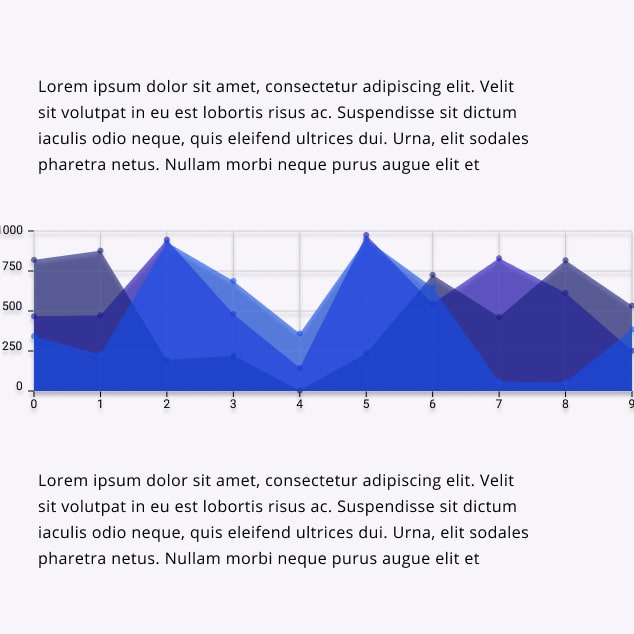 Lorem ipsum dolor sit amet, consectetur adipiscing elit. Velit
sit volutpat in eu est lobortis risus ac. Suspendisse sit dictum
iaculis odio neque, quis eleifend ultrices dui. Urna, elit sodales
pharetra netus. Nullam morbi neque purus augue elit et
1000
750
500
250
0
0 1 2 3 4 5 6 7 8 9
Lorem ipsum dolor sit amet, consectetur adipiscing elit. Velit
sit volutpat in eu est lobortis risus ac. Suspendisse sit dictum
iaculis odio neque, quis eleifend ultrices dui. Urna, elit sodales
pharetra netus. Nullam morbi neque purus augue elit et